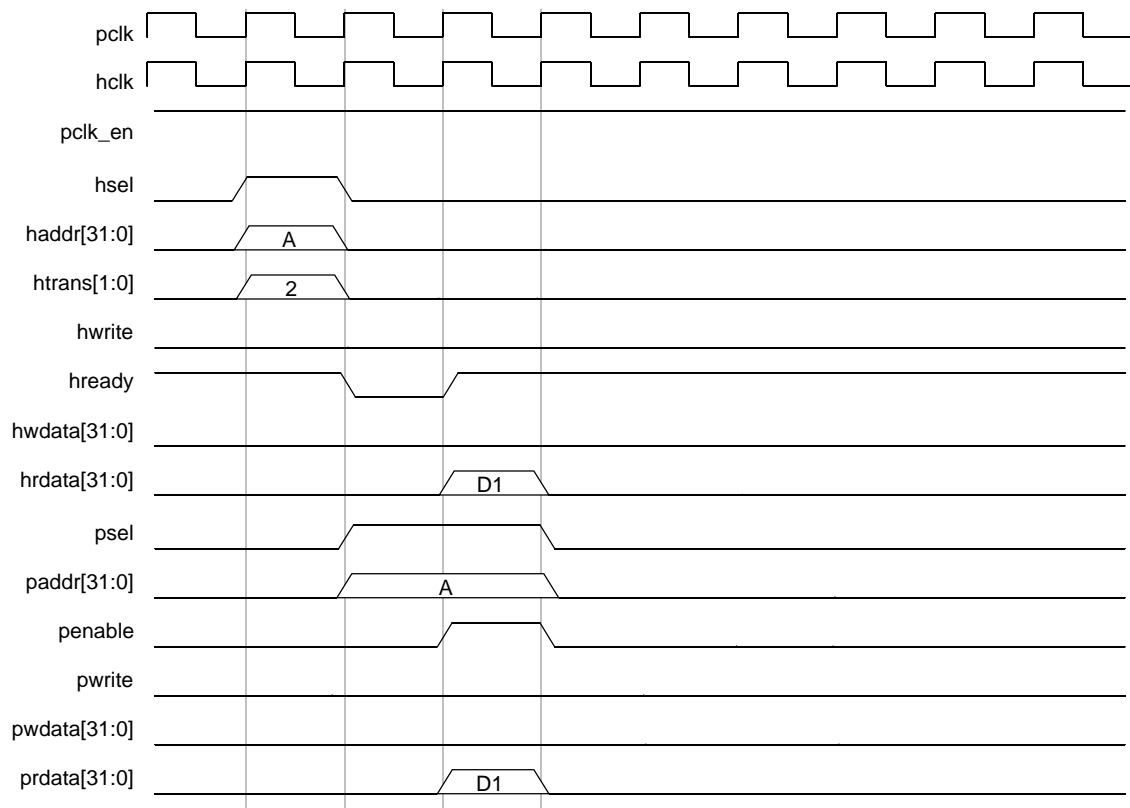 pclk
hclk
pclk_en
hsel
haddr[31:0] A
htrans[1:0] 2
hwrite
hready
hwdata[31:0]
hrdata[31:0] D1
psel
paddr[31:0] A
penable
pwrite
pwdata[31:0]
prdata[31:0] D1